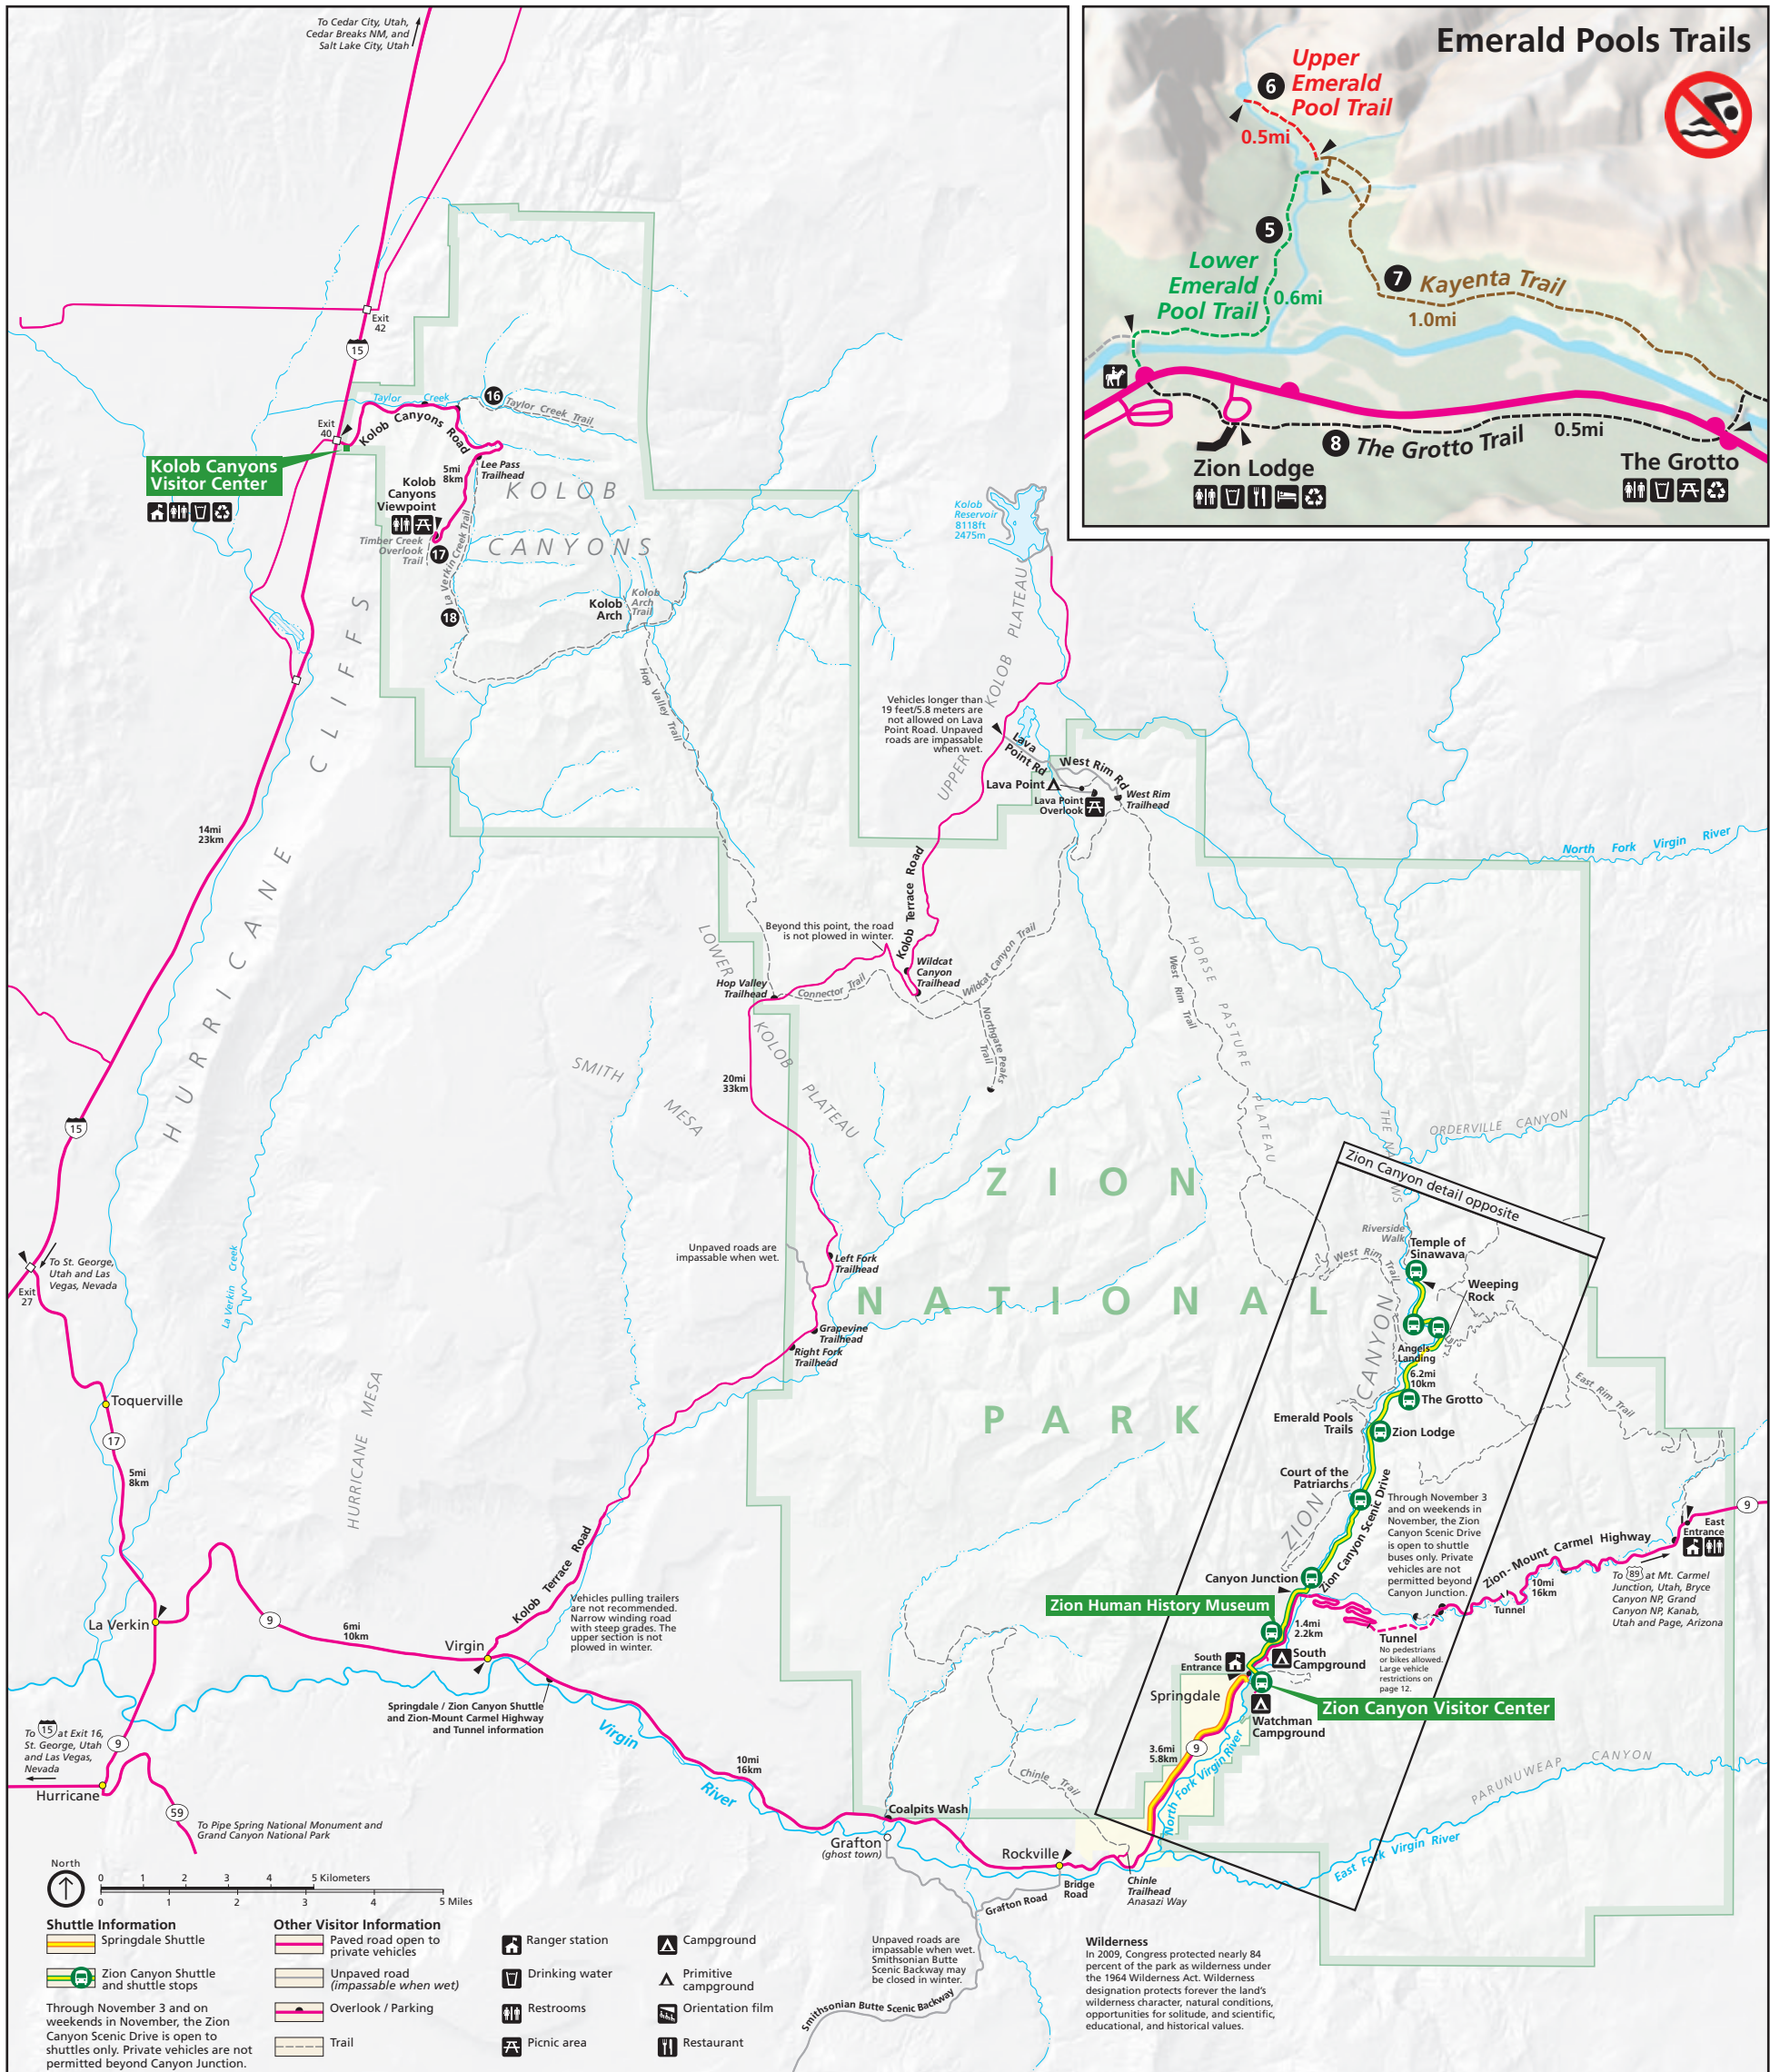 To Cedar City, Utah,
Cedar Breaks NM, and
Salt Lake City, Utah
Emerald Pools Trails
6
Upper
Emerald
Pool Trail
0.5mi
5
Lower
Emerald
Pool Trail
0.6mi
7
Kayenta Trail
1.0mi
8
The Grotto Trail
0.5mi
Zion Lodge
The Grotto
Exit
42
15
Taylor Creek
16
Taylor Creek Trail
Exit
40
Kolob Canyons Road
Kolob Canyons
Visitor Center
5mi
8km
Lee Pass
Trailhead
Kolob
Canyons
Viewpoint
KOLOB
CANYONS
Timber Creek
Overlook
Trail
17
La Verkin Creek Trail
18
Kolob
Arch
Kolob
Arch
Trail
Kolob
Reservoir
8118ft
2475m
Hop Valley Trail
UPPER KOLOB PLATEAU
Vehicles longer than
19 feet/5.8 meters are
not allowed on Lava
Point Road. Unpaved
roads are impassable
when wet.
Lava
Point Rd
West Rim Rd
Lava Point
Lava Point
Overlook
West Rim
Trailhead
14mi
23km
HURRICANE CLIFFS
North Fork Virgin River
Kolob Terrace Road
Beyond this point, the road
is not plowed in winter.
Wildcat
Canyon
Trailhead
Wildcat Canyon Trail
Hop Valley
Trailhead
Connector Trail
Northgate Peaks
Trail
West Rim Trail
HORSE PASTURE PLATEAU
LOWER KOLOB PLATEAU
SMITH
MESA
20mi
33km
15
THE NARROWS
ORDERVILLE CANYON
ZION
NATIONAL
PARK
Zion Canyon detail opposite
Riverside
Walk
Temple of
Sinawava
West Rim Trail
Weeping
Rock
Angels
Landing
6.2mi
10km
The Grotto
Emerald Pools
Trails
Zion Lodge
Court of the
Patriarchs
ZION CANYON
Zion Canyon Scenic Drive
East Rim Trail
Through November 3
and on weekends in
November, the Zion
Canyon Scenic Drive
is open to shuttle
buses only. Private
vehicles are not
permitted beyond
Canyon Junction.
Unpaved roads are
impassable when wet.
Left Fork
Trailhead
Grapevine
Trailhead
Right Fork
Trailhead
To St. George,
Utah and Las
Vegas, Nevada
Exit
27
La Verkin Creek
Toquerville
17
5mi
8km
HURRICANE MESA
La Verkin
9
6mi
10km
Virgin
Kolob Terrace Road
Vehicles pulling trailers
are not recommended.
Narrow winding road
with steep grades. The
upper section is not
plowed in winter.
Springdale / Zion Canyon Shuttle
and Zion-Mount Carmel Highway
and Tunnel information
Virgin
River
10mi
16km
To 15 at Exit 16,
St. George, Utah
and Las Vegas,
Nevada
9
Hurricane
59
To Pipe Spring National Monument and
Grand Canyon National Park
Canyon Junction
Zion Human History Museum
1.4mi
2.2km
South
Entrance
South
Campground
Springdale
Zion Canyon Visitor Center
Watchman
Campground
3.6mi
5.8km
9
North Fork Virgin River
Tunnel
No pedestrians
or bikes allowed.
Large vehicle
restrictions on
page 12.
Zion-Mount Carmel Highway
10mi
16km
Tunnel
9
East
Entrance
To 89 at Mt. Carmel
Junction, Utah, Bryce
Canyon NP, Grand
Canyon NP, Kanab,
Utah and Page, Arizona
PARUNUWEAP CANYON
East Fork Virgin River
Chinle Trail
Coalpits Wash
Grafton
(ghost town)
Rockville
Bridge
Road
Chinle
Trailhead
Anasazi Way
Grafton Road
Smithsonian Butte Scenic Backway
Unpaved roads are
impassable when wet.
Smithsonian Butte
Scenic Backway may
be closed in winter.
Wilderness
In 2009, Congress protected nearly 84
percent of the park as wilderness under
the 1964 Wilderness Act. Wilderness
designation protects forever the land's
wilderness character, natural conditions,
opportunities for solitude, and scientific,
educational, and historical values.
North
0 1 2 3 4 5 Kilometers
0 1 2 3 4 5 Miles
Shuttle Information
Springdale Shuttle
Zion Canyon Shuttle
and shuttle stops
Through November 3 and on
weekends in November, the Zion
Canyon Scenic Drive is open to
shuttles only. Private vehicles are not
permitted beyond Canyon Junction.
Other Visitor Information
Paved road open to
private vehicles
Unpaved road
(impassable when wet)
Overlook / Parking
Trail
Ranger station
Drinking water
Restrooms
Picnic area
Campground
Primitive
campground
Orientation film
Restaurant